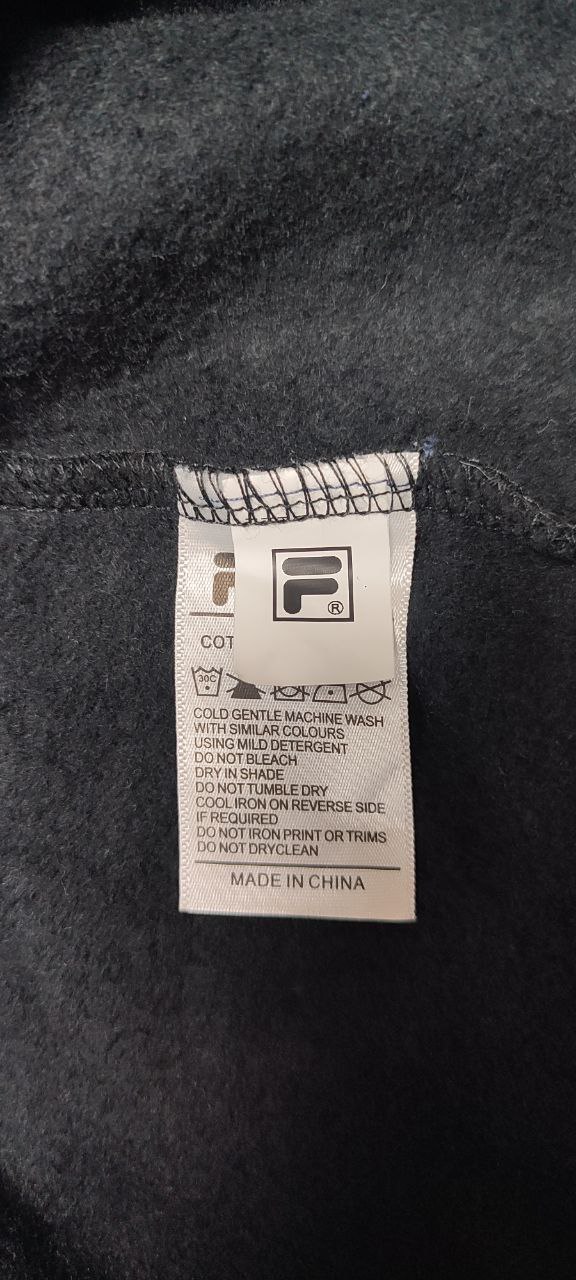 F
®
COT
30C
COLD GENTLE MACHINE WASH
WITH SIMILAR COLOURS
USING MILD DETERGENT
DO NOT BLEACH
DRY IN SHADE
DO NOT TUMBLE DRY
COOL IRON ON REVERSE SIDE
IF REQUIRED
DO NOT IRON PRINT OR TRIMS
DO NOT DRYCLEAN
MADE IN CHINA